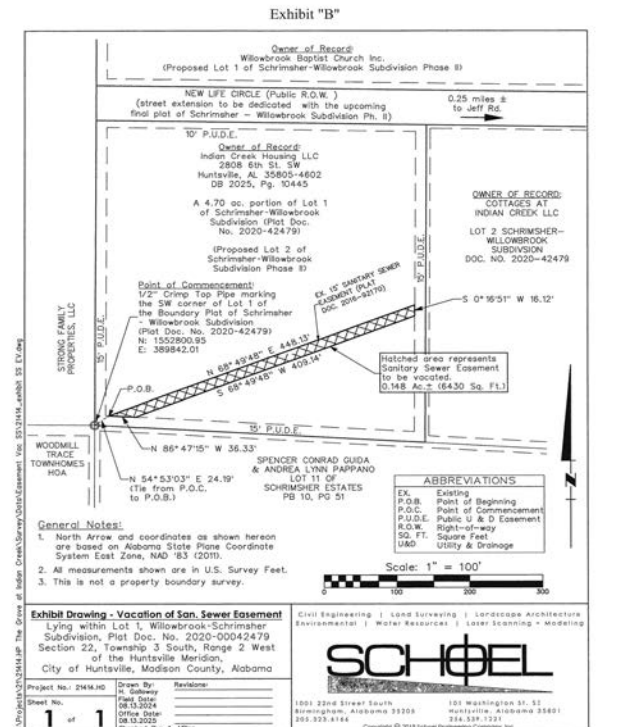 Exhibit "B"
Owner of Record:
Willowbrook Baptist Church Inc.
(Proposed Lot 1 of Schrimsher-Willowbrook Subdivision Phase II)
NEW LIFE CIRCLE (Public R.O.W. )
(street extension to be dedicated with the upcoming
final plat of Schrimsher - Willowbrook Subdivision Ph. II)
0.25 miles ±
to Jeff Rd.
10' P.U.D.E.
Owner of Record:
Indian Creek Housing LLC
2808 6th St. SW
Huntsville, AL 35805-4602
DB 2025, Pg. 10445
A 4.70 ac. portion of Lot 1
of Schrimsher-Willowbrook
Subdivision (Plat Doc.
No. 2020-42479)
(Proposed Lot 2 of
Schrimsher-Willowbrook
Subdivision Phase II)
OWNER OF RECORD:
COTTAGES AT
INDIAN CREEK LLC
LOT 2 SCHRIMSHER-
WILLOWBROOK
SUBDIVSION
DOC. NO. 2020-42479
P.U.D.E.
Point of Commencement:
1/2" Crimp Top Pipe marking
the SW corner of Lot 1 of
the Boundary Plat of Schrimsher
- Willowbrook Subdivision
(Plat Doc. No. 2020-42479)
N: 1552800.95
E: 389842.01
EX. 15' SANITARY SEWER
EASEMENT (PLAT
DOC. 2016-92170)
S 0°16'51" W 16.12'
STRONG FAMILY
PROPERTIES, LLC
15' P.U.D.E.
N 68°49'48" E 448.13'
S 68°49'48" W 409.14'
Hatched area represents
Sanitary Sewer Easement
to be vacated.
0.148 Ac.± (6430 Sq. Ft.)
P.O.B.
15' P.U.D.E.
N 86°47'15" W 36.33'
WOODMILL
TRACE
TOWNHOMES
HOA
N 54°53'03" E 24.19'
(Tie from P.O.C.
to P.O.B.)
SPENCER CONRAD GUIDA
& ANDREA LYNN PAPPANO
LOT 11 OF
SCHRIMSHER ESTATES
PB 10, PG 51
ABBREVIATIONS
EX. Existing
P.O.B. Point of Beginning
P.O.C. Point of Commencement
P.U.D.E. Public U & D Easement
R.O.W. Right-of-way
SQ. FT. Square Feet
U&D Utility & Drainage
N
General Notes:
1. North Arrow and coordinates as shown hereon
are based on Alabama State Plane Coordinate
System East Zone, NAD '83 (2011).
2. All measurements shown are in U.S. Survey Feet.
3. This is not a property boundary survey.
Scale: 1" = 100'
100 0 100 200 300
Exhibit Drawing - Vacation of San. Sewer Easement
Lying within Lot 1, Willowbrook-Schrimsher
Subdivision, Plat Doc. No. 2020-00042479
Section 22, Township 3 South, Range 2 West
of the Huntsville Meridian,
City of Huntsville, Madison County, Alabama
Project No.: 21414.H0
Sheet No.
1 of 1
Drawn By:
H. Galloway
Field Date:
08.13.2024
Office Date:
08.13.2025
Revisions:
Civil Engineering | Land Surveying | Landscape Architecture
Environmental | Water Resources | Laser Scanning + Modeling
SCHOEL
1001 22nd Street South
Birmingham, Alabama 35205
205.323.6166
101 Washington St. SE
Huntsville, Alabama 35801
256.539.1221